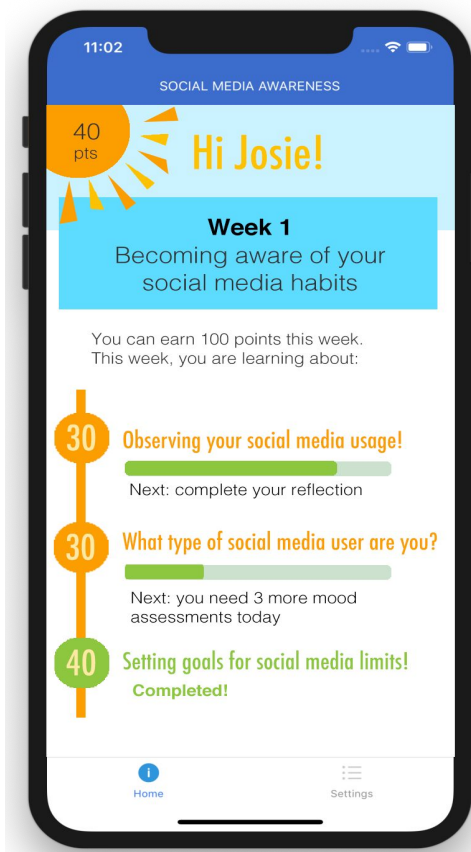 11:02
SOCIAL MEDIA AWARENESS
40
pts
Hi Josie!
Week 1
Becoming aware of your
social media habits
You can earn 100 points this week.
This week, you are learning about:
30
Observing your social media usage!
Next: complete your reflection
30
What type of social media user are you?
Next: you need 3 more mood
assessments today
40
Setting goals for social media limits!
Completed!
Home
Settings